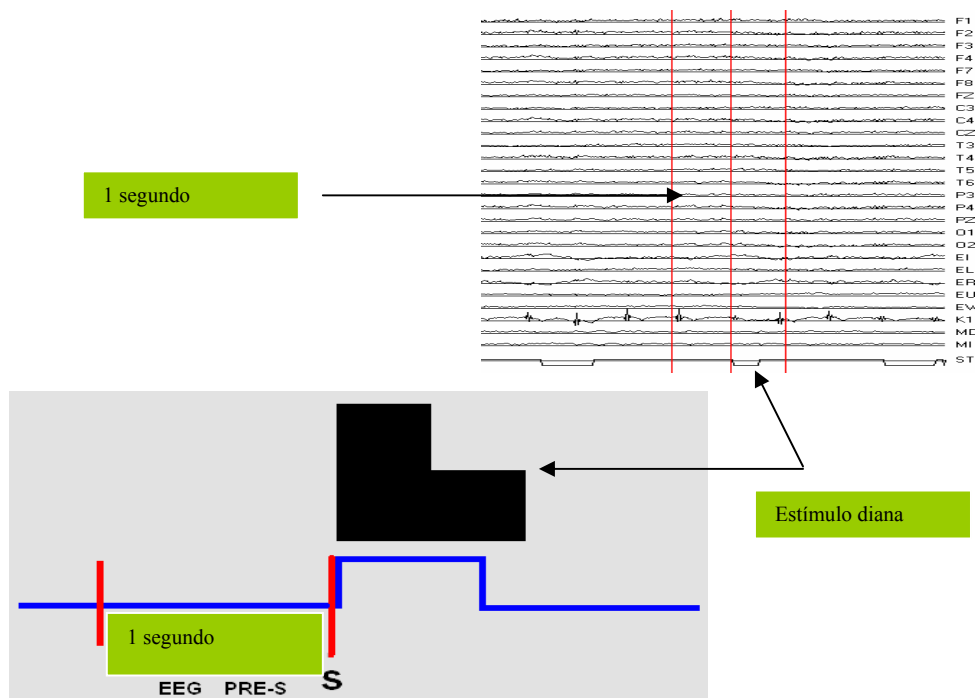 F1
F2
F3
F4
F7
F8
FZ
C3
C4
CZ
T3
T4
T5
T6
P3
P4
PZ
O1
O2
EI
EL
ER
EU
EV
K1
MD
MI
ST
1 segundo
Estímulo diana
1 segundo
EEG PRE-S
S